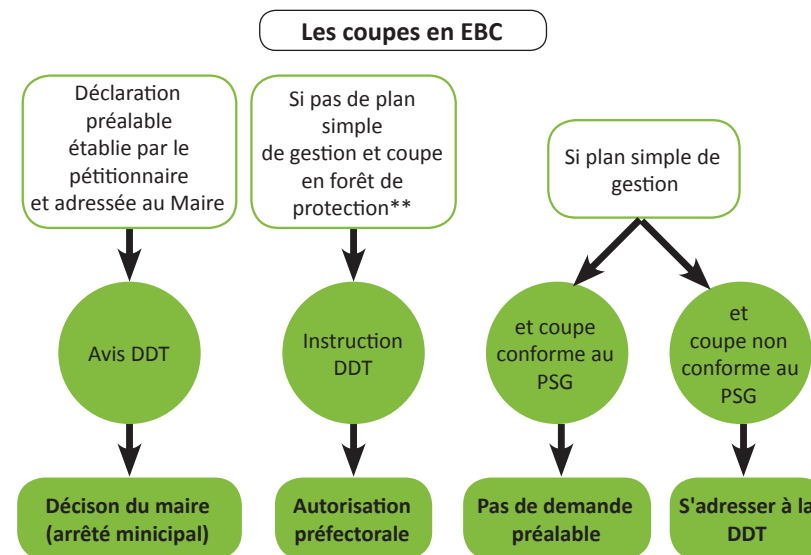 Les coupes en EBC
Déclaration
préalable
établie par le
pétitionnaire
et adressée au Maire
Si pas de plan
simple
de gestion et coupe
en forêt de
protection**
Si plan simple de
gestion
Avis DDT
Instruction
DDT
et coupe
conforme au
PSG
et
coupe non
conforme au
PSG
Décison du maire
(arrêté minicipal)
Autorisation
préfectorale
Pas de demande
préalable
S'adresser à la
DDT